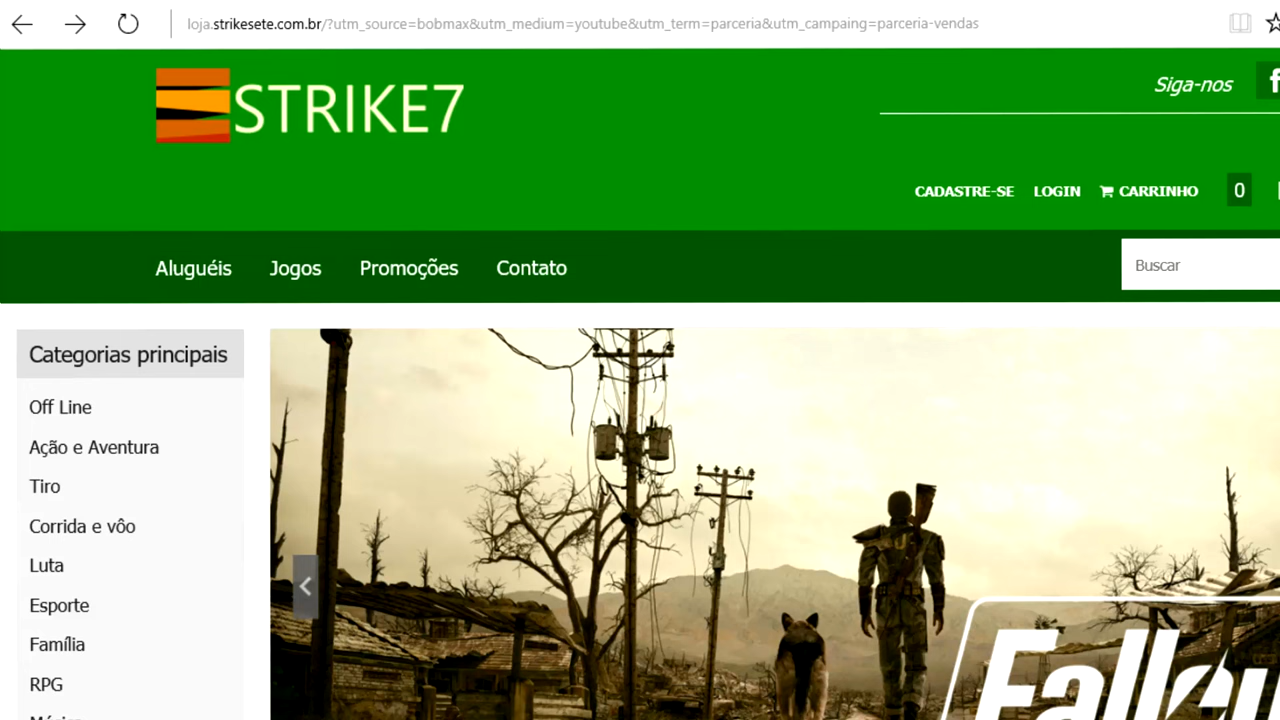 loja.strikesete.com.br/?utm_source=bobmax&utm_medium=youtube&utm_term=parceria&utm_campaing=parceria-vendas
STRIKE7
Siga-nos
f
CADASTRE-SE LOGIN CARRINHO 0
Aluguéis Jogos Promoções Contato
Buscar
Categorias principais
Off Line
Ação e Aventura
Tiro
Corrida e vôo
Luta
Esporte
Família
RPG